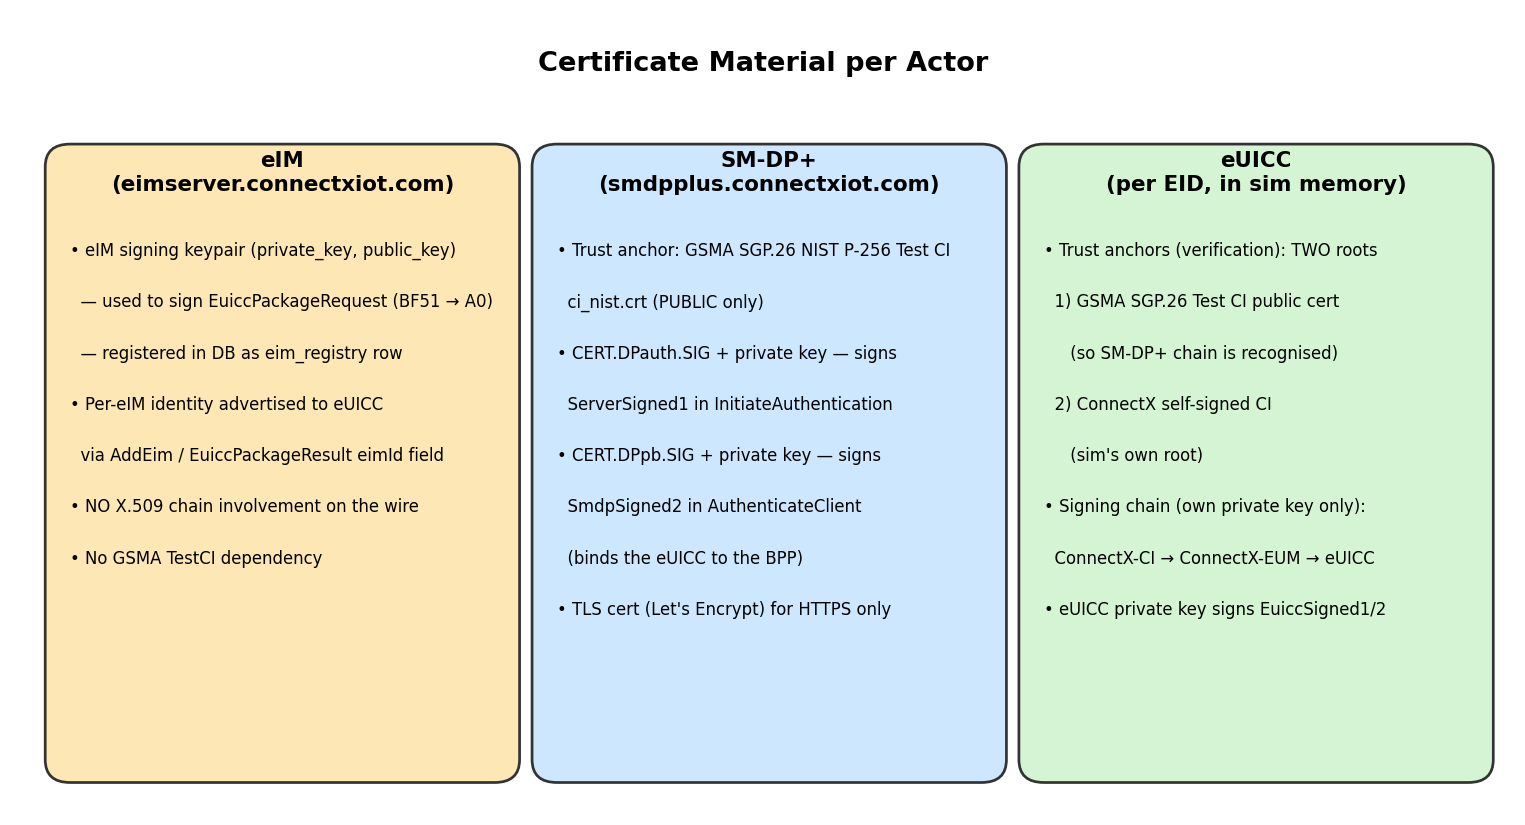 Certificate Material per Actor
eIM
(eimserver.connectxiot.com)
• eIM signing keypair (private_key, public_key)
— used to sign EuiccPackageRequest (BF51 → A0)
— registered in DB as eim_registry row
• Per-eIM identity advertised to eUICC
via AddEim / EuiccPackageResult eimId field
• NO X.509 chain involvement on the wire
• No GSMA TestCI dependency
SM-DP+
(smdpplus.connectxiot.com)
• Trust anchor: GSMA SGP.26 NIST P-256 Test CI
ci_nist.crt (PUBLIC only)
• CERT.DPauth.SIG + private key — signs
ServerSigned1 in InitiateAuthentication
• CERT.DPpb.SIG + private key — signs
SmdpSigned2 in AuthenticateClient
(binds the eUICC to the BPP)
• TLS cert (Let's Encrypt) for HTTPS only
eUICC
(per EID, in sim memory)
• Trust anchors (verification): TWO roots
1) GSMA SGP.26 Test CI public cert
(so SM-DP+ chain is recognised)
2) ConnectX self-signed CI
(sim's own root)
• Signing chain (own private key only):
ConnectX-CI → ConnectX-EUM → eUICC
• eUICC private key signs EuiccSigned1/2